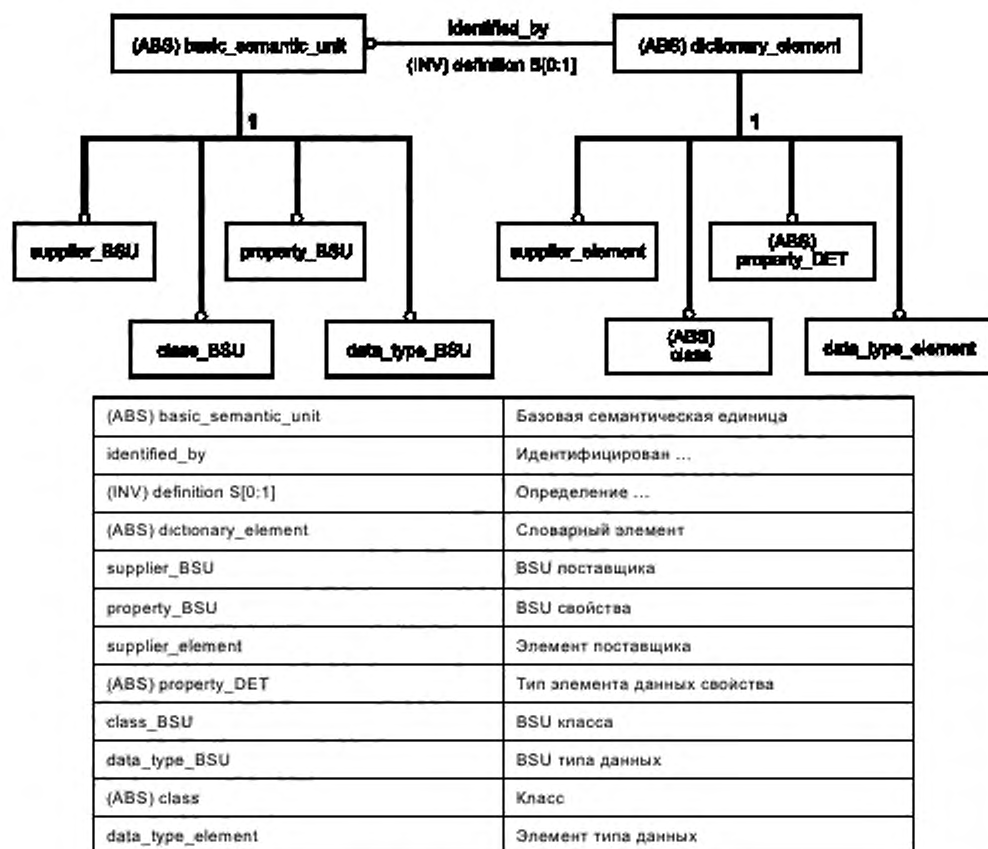 (ABS) basic_semantic_unit
identified_by
(INV) definition S[0:1]
(ABS) dictionary_element
1
1
supplier_BSU
property_BSU
supplier_element
(ABS)
property_DET
class_BSU
data_type_BSU
(ABS)
class
data_type_element
(ABS) basic_semantic_unit Базовая семантическая единица
identified_by Идентифицирован ...
(INV) definition S[0:1] Определение ...
(ABS) dictionary_element Словарный элемент
supplier_BSU BSU поставщика
property_BSU BSU свойства
supplier_element Элемент поставщика
(ABS) property_DET Тип элемента данных свойства
class_BSU BSU класса
data_type_BSU BSU типа данных
(ABS) class Класс
data_type_element Элемент типа данных